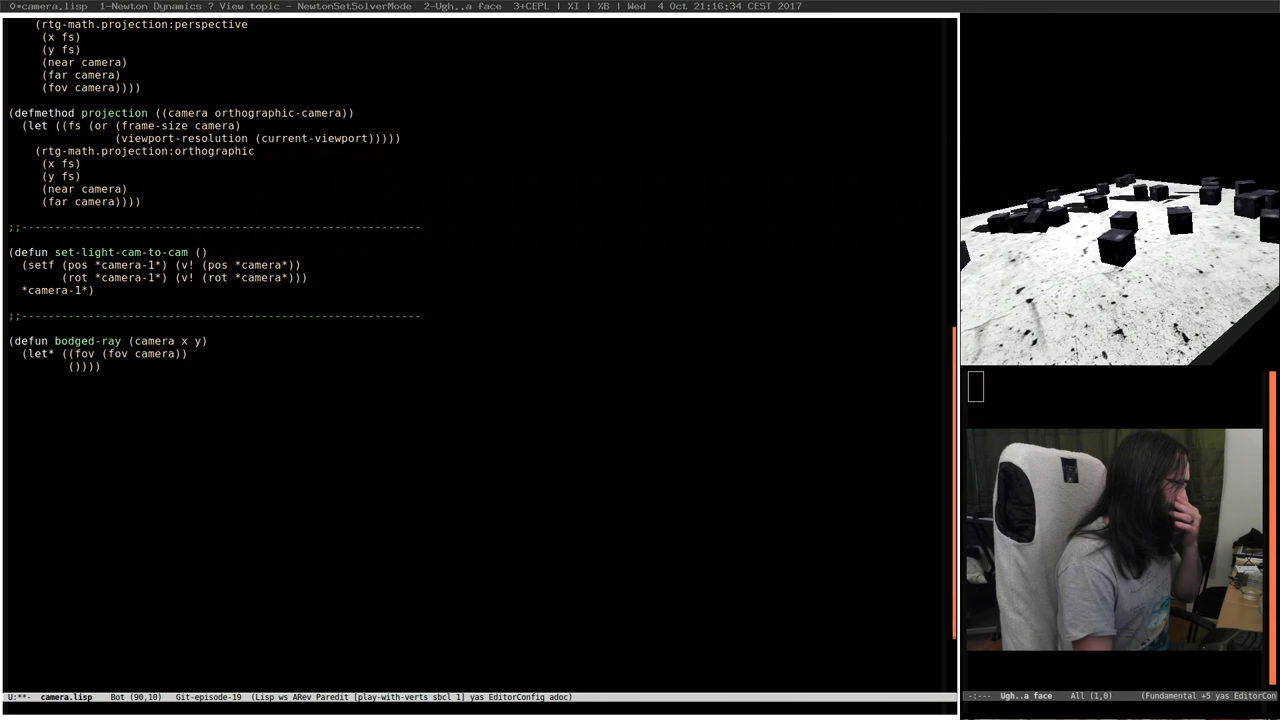 ◊*camera.lisp  1-Newton Dynamics ? View topic - NewtonSetSolverMode  2-Ugh..a face  3+CEPL | XI | XB | Wed  4 Oct 21:16:34 CEST 2017
    (rtg-math.projection:perspective
     (x fs)
     (y fs)
     (near camera)
     (far camera)
     (fov camera))))
(defmethod projection ((camera orthographic-camera))
  (let ((fs (or (frame-size camera)
                (viewport-resolution (current-viewport)))))
    (rtg-math.projection:orthographic
     (x fs)
     (y fs)
     (near camera)
     (far camera))))
;;------------------------------------------------------------
(defun set-light-cam-to-cam ()
  (setf (pos *camera-1*) (v! (pos *camera*))
        (rot *camera-1*) (v! (rot *camera*)))
  *camera-1*)
;;------------------------------------------------------------
(defun bodged-ray (camera x y)
  (let* ((fov (fov camera))
         ())))
U:**-  camera.lisp    Bot (90,10)   Git-episode-19  (Lisp ws ARev Paredit [play-with-verts sbcl 1] yas EditorConfig adoc)
-:---  Ugh..a face    All (1,0)     (Fundamental +5 yas EditorCon